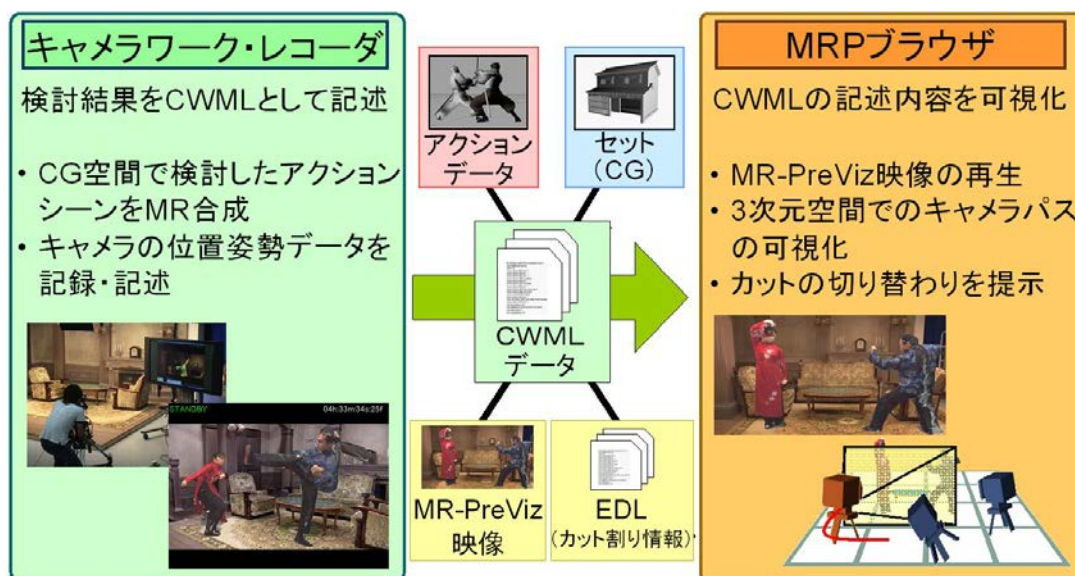 キャメラワーク・レコーダ
検討結果をCWMLとして記述
・CG空間で検討したアクション
シーンをMR合成
・キャメラの位置姿勢データを
記録・記述
STANDBY
04h:33m:34s:25f
アクション
データ
セット
(CG)
CWML
データ
MR-PreViz
映像
EDL
(カット割り情報)
MRPブラウザ
CWMLの記述内容を可視化
・MR-PreViz映像の再生
・3次元空間でのキャメラパス
の可視化
・カットの切り替わりを提示